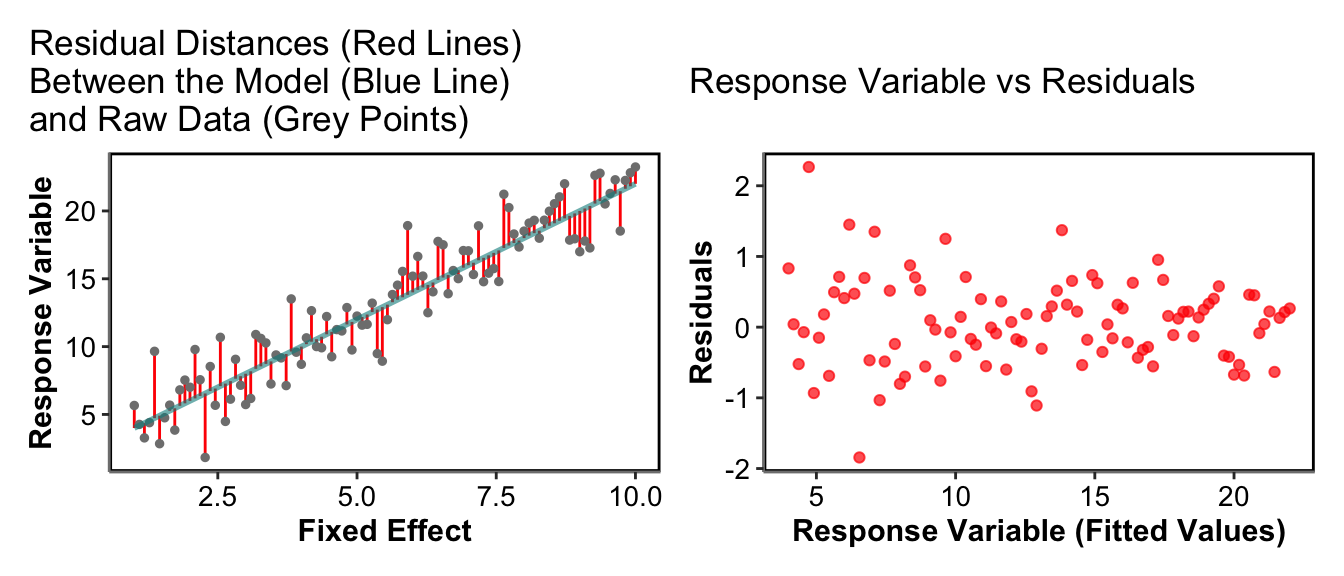 Residual Distances (Red Lines)
Between the Model (Blue Line)
and Raw Data (Grey Points)
Response Variable
20
15
10
5
2.5 5.0 7.5 10.0
Fixed Effect
Response Variable vs Residuals
Residuals
2
1
0
-1
-2
5 10 15 20
Response Variable (Fitted Values)